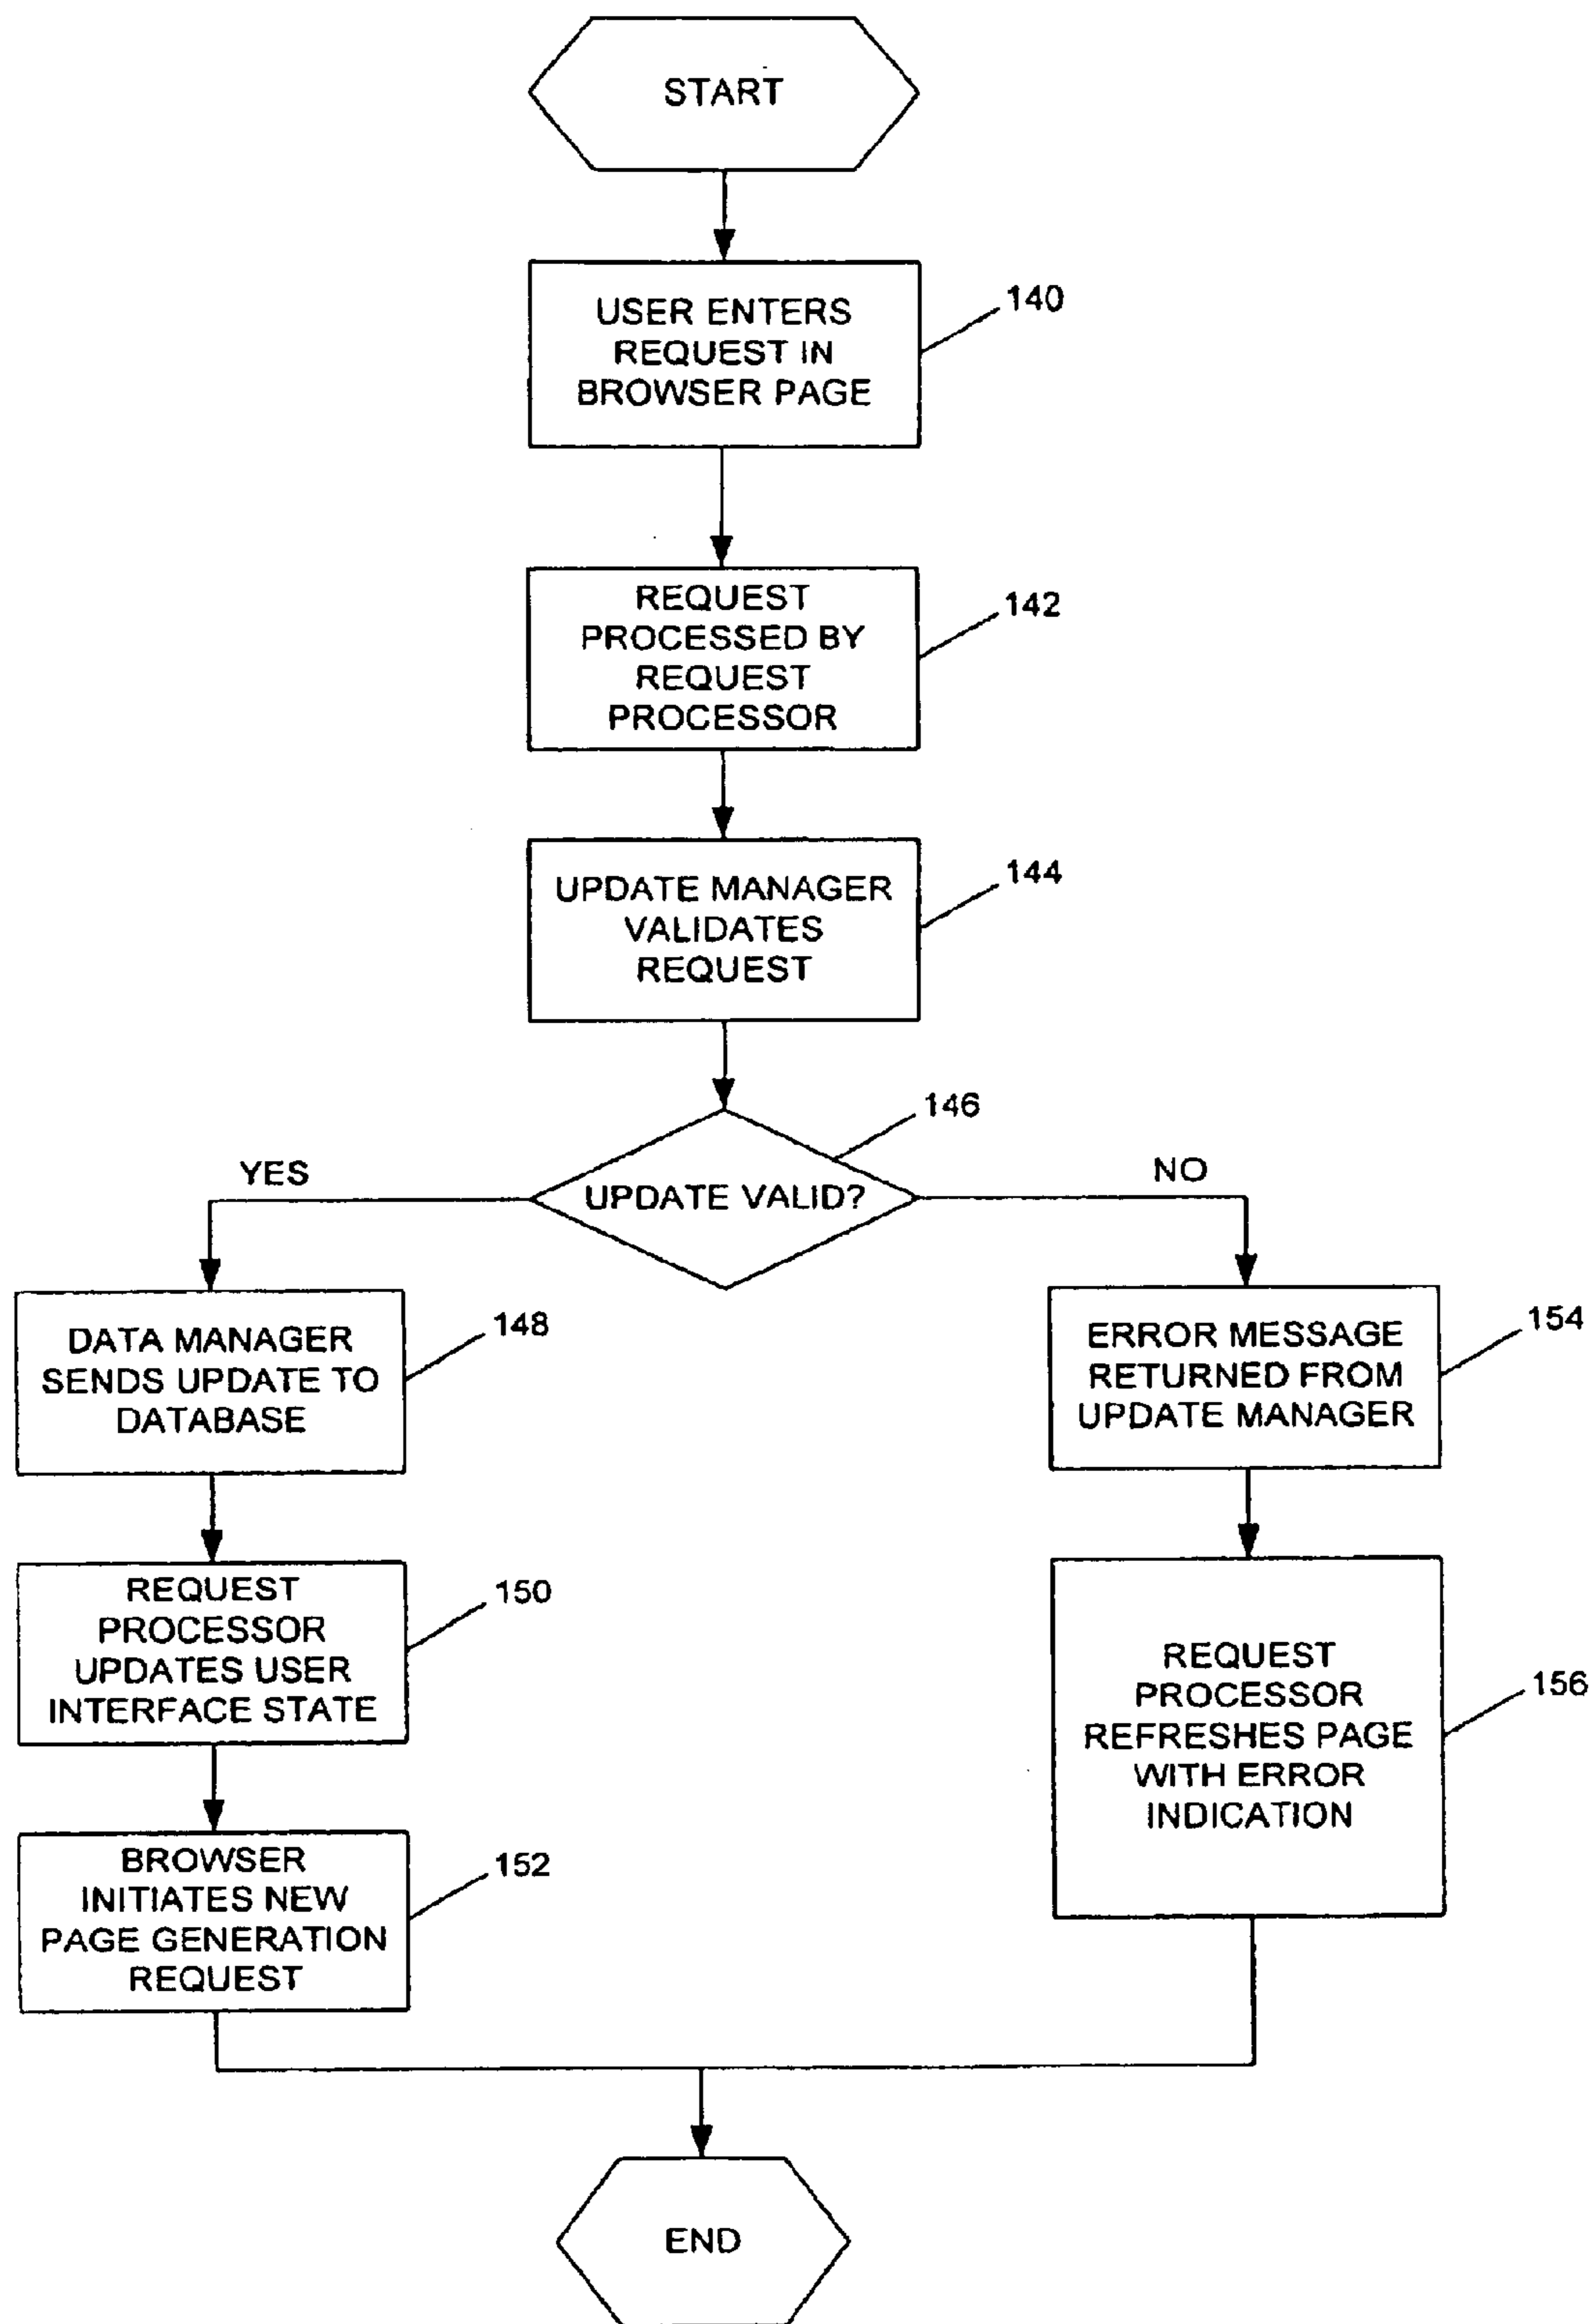 START
USER ENTERS
REQUEST IN
BROWSER PAGE
140
REQUEST
PROCESSED BY
REQUEST
PROCESSOR
142
UPDATE MANAGER
VALIDATES
REQUEST
144
146
YES
UPDATE VALID?
NO
DATA MANAGER
SENDS UPDATE TO
DATABASE
148
ERROR MESSAGE
RETURNED FROM
UPDATE MANAGER
154
REQUEST
PROCESSOR
UPDATES USER
INTERFACE STATE
150
REQUEST
PROCESSOR
REFRESHES PAGE
WITH ERROR
INDICATION
156
BROWSER
INITIATES NEW
PAGE GENERATION
REQUEST
152
END